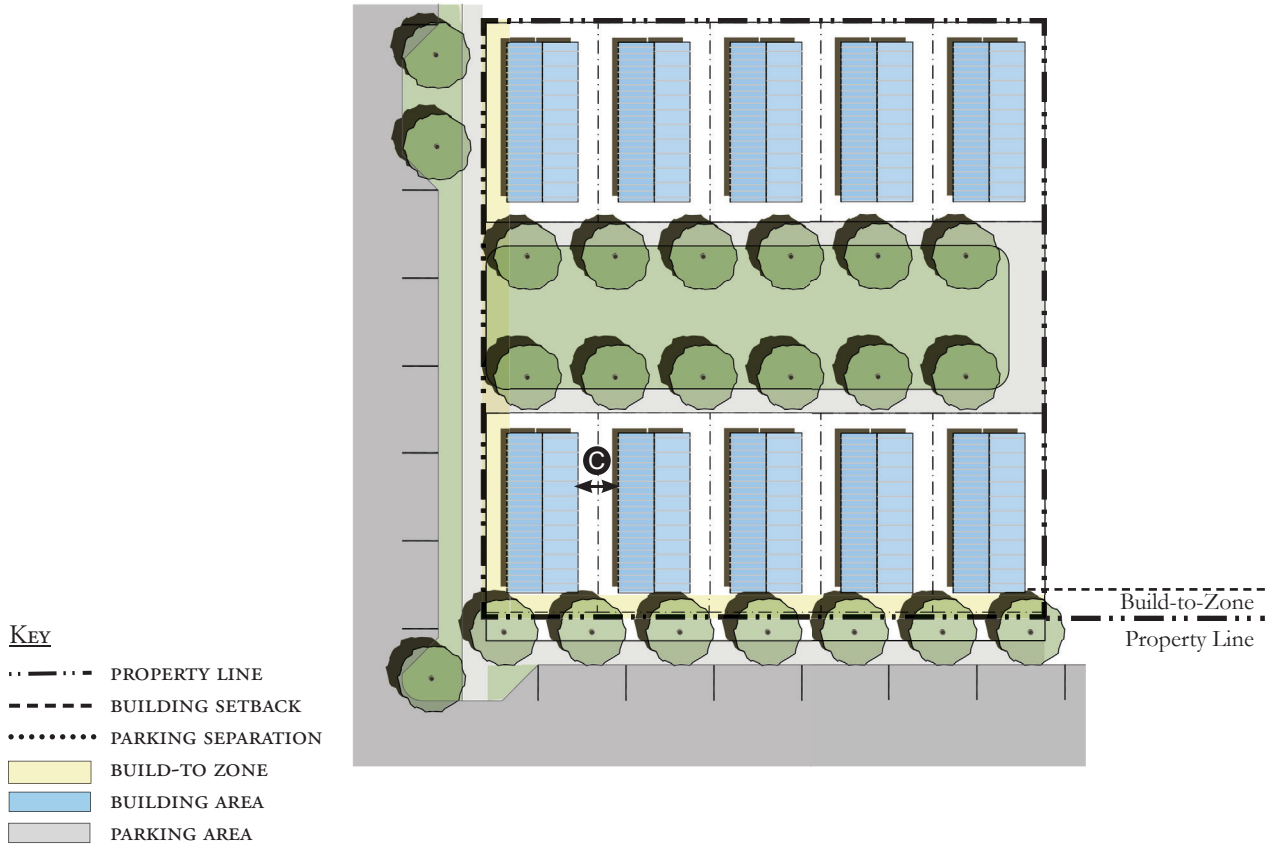 C
Build-to-Zone
Property Line
Key
PROPERTY LINE
BUILDING SETBACK
PARKING SEPARATION
BUILD-TO ZONE
BUILDING AREA
PARKING AREA